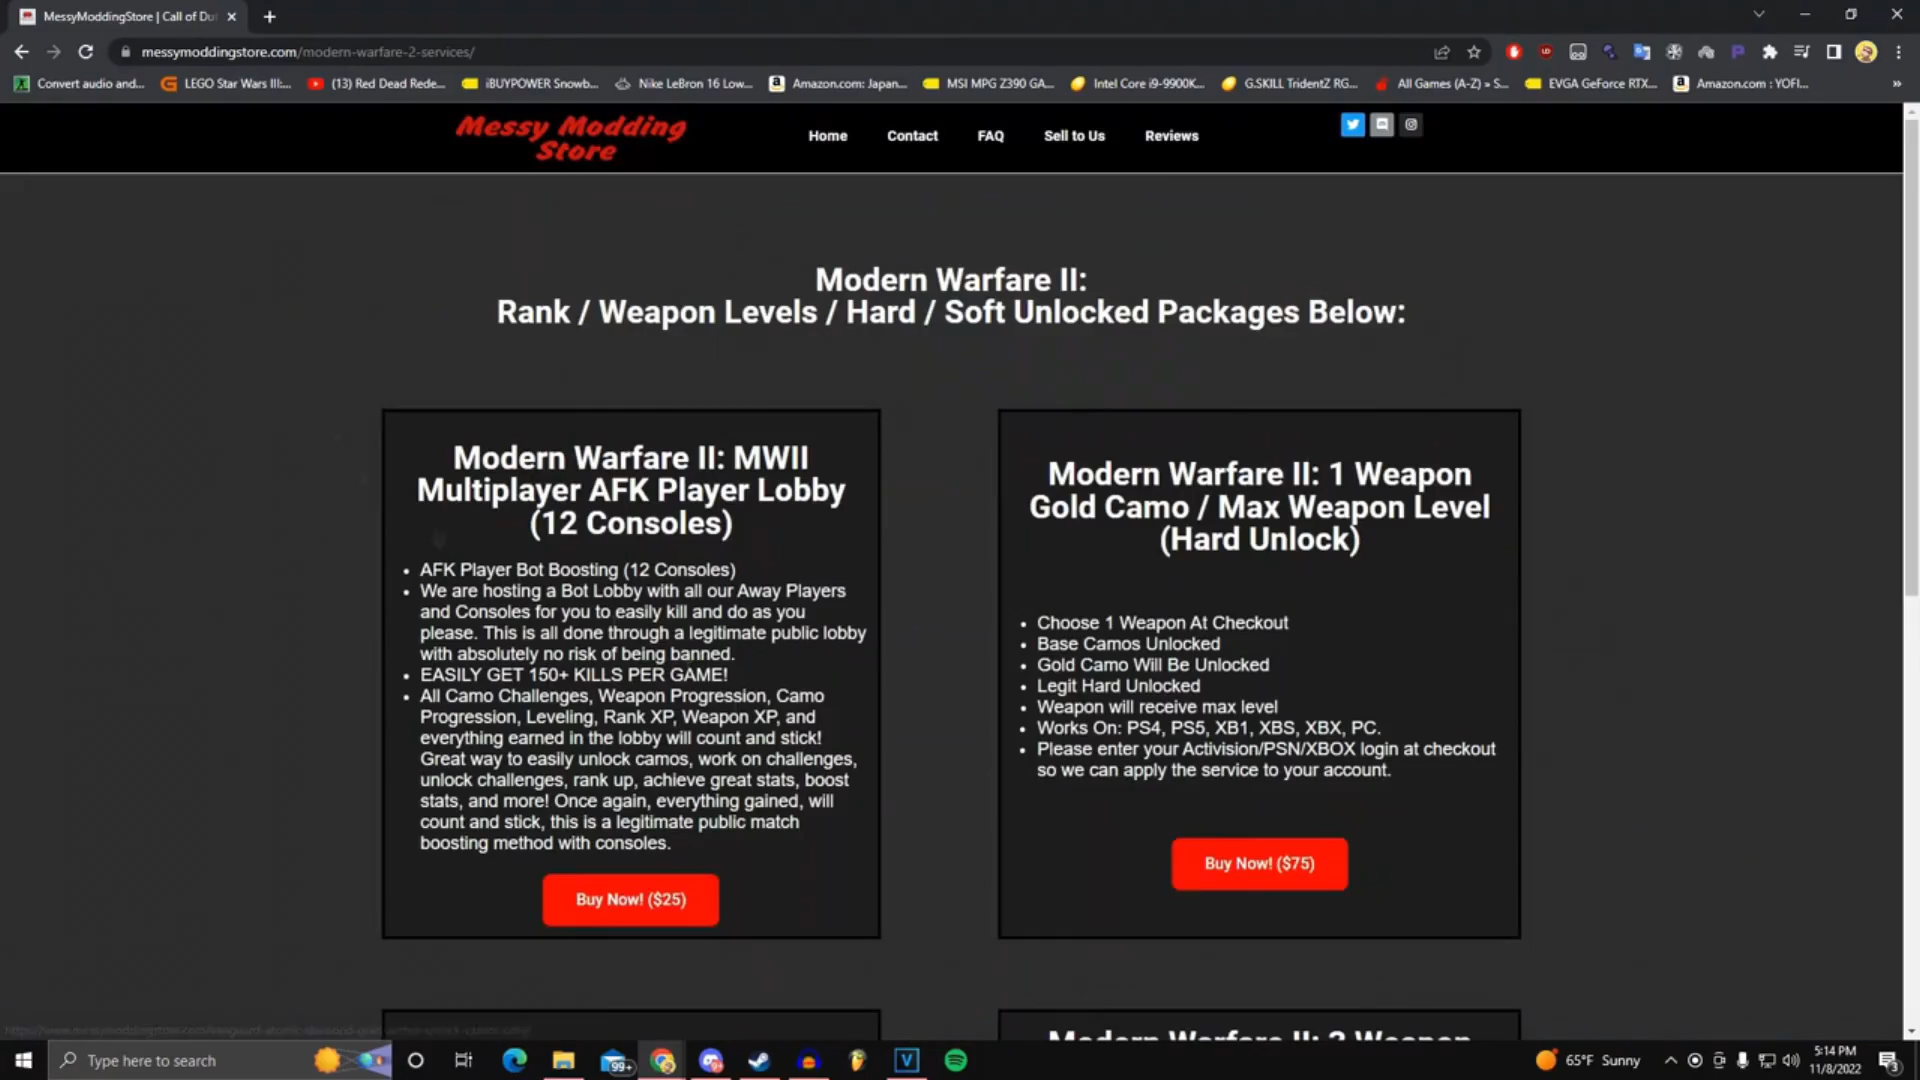 MessyModdingStore | Call of Du
messymoddingstore.com/modern-warfare-2-services/
Convert audio and...
LEGO Star Wars III:...
(13) Red Dead Rede...
iBUYPOWER Snowb...
Nike LeBron 16 Low...
Amazon.com: Japan...
MSI MPG Z390 GA...
Intel Core i9-9900K...
G.SKILL TridentZ RG...
All Games (A-Z) » S...
EVGA GeForce RTX...
Amazon.com : YOFI...
Messy Modding
Store
Home
Contact
FAQ
Sell to Us
Reviews
Modern Warfare II:
Rank / Weapon Levels / Hard / Soft Unlocked Packages Below:
Modern Warfare II: MWII
Multiplayer AFK Player Lobby
(12 Consoles)
• AFK Player Bot Boosting (12 Consoles)
• We are hosting a Bot Lobby with all our Away Players
and Consoles for you to easily kill and do as you
please. This is all done through a legitimate public lobby
with absolutely no risk of being banned.
• EASILY GET 150+ KILLS PER GAME!
• All Camo Challenges, Weapon Progression, Camo
Progression, Leveling, Rank XP, Weapon XP, and
everything earned in the lobby will count and stick!
Great way to easily unlock camos, work on challenges,
unlock challenges, rank up, achieve great stats, boost
stats, and more! Once again, everything gained, will
count and stick, this is a legitimate public match
boosting method with consoles.
Buy Now! ($25)
Modern Warfare II: 1 Weapon
Gold Camo / Max Weapon Level
(Hard Unlock)
• Choose 1 Weapon At Checkout
• Base Camos Unlocked
• Gold Camo Will Be Unlocked
• Legit Hard Unlocked
• Weapon will receive max level
• Works On: PS4, PS5, XB1, XBS, XBX, PC.
• Please enter your Activision/PSN/XBOX login at checkout
so we can apply the service to your account.
Buy Now! ($75)
Modern Warfare II: 3 Weapon
Type here to search
99+
65°F Sunny
5:14 PM
11/8/2022
3